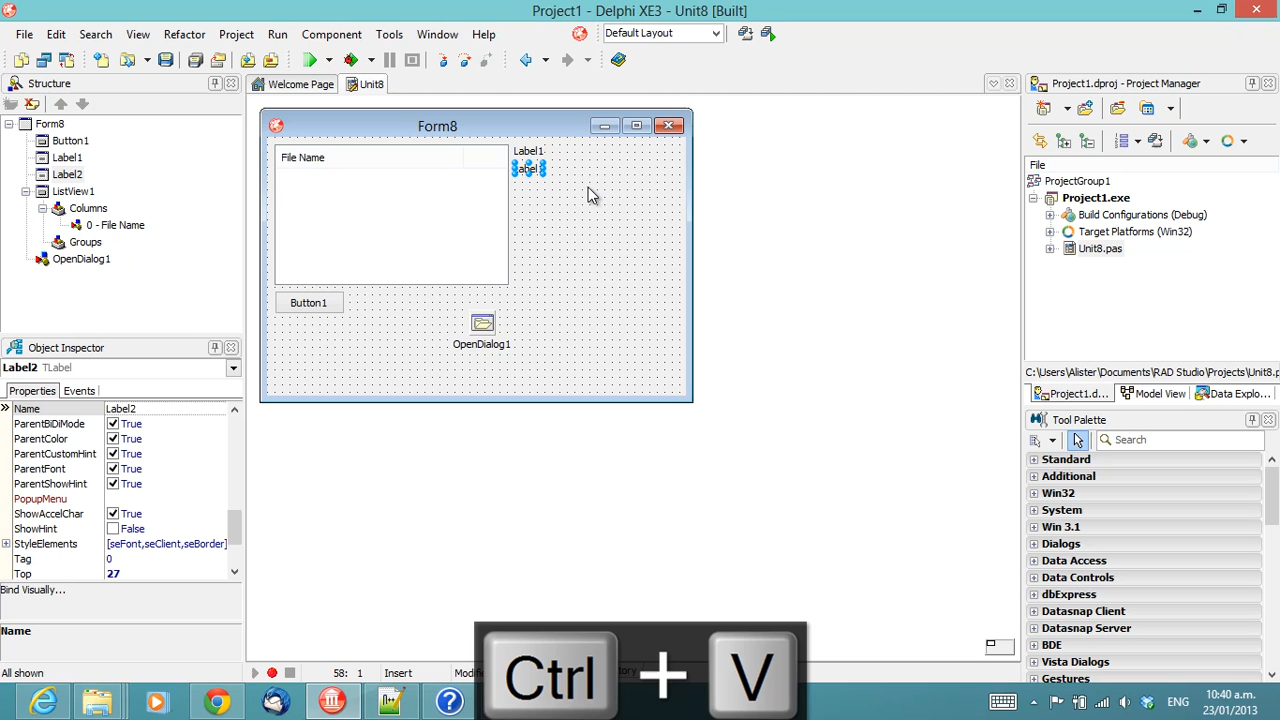 Project1 - Delphi XE3 - Unit8 [Built]
File Edit Search View Refactor Project Run Component Tools Window Help
Default Layout
Structure
Form8
Button1
Label1
Label2
ListView1
Columns
0 - File Name
Groups
OpenDialog1
Object Inspector
Label2 TLabel
Properties Events
Name Label2
ParentBiDiMode True
ParentColor True
ParentCustomHint True
ParentFont True
ParentShowHint True
PopupMenu
ShowAccelChar True
ShowHint False
StyleElements [seFont,seClient,seBorder]
Tag 0
Top 27
Bind Visually...
Name
All shown
Welcome Page Unit8
Form8
File Name
Label1
Button1
OpenDialog1
58: 1 Insert
Ctrl + V
Project1.dproj - Project Manager
File
ProjectGroup1
Project1.exe
Build Configurations (Debug)
Target Platforms (Win32)
Unit8.pas
C:\Users\Alister\Documents\RAD Studio\Projects\Unit8.p
Project1.d... Model View Data Explo...
Tool Palette
Search
Standard
Additional
Win32
System
Win 3.1
Dialogs
Data Access
Data Controls
dbExpress
Datasnap Client
Datasnap Server
BDE
Vista Dialogs
Gestures
ENG
10:40 a.m.
23/01/2013